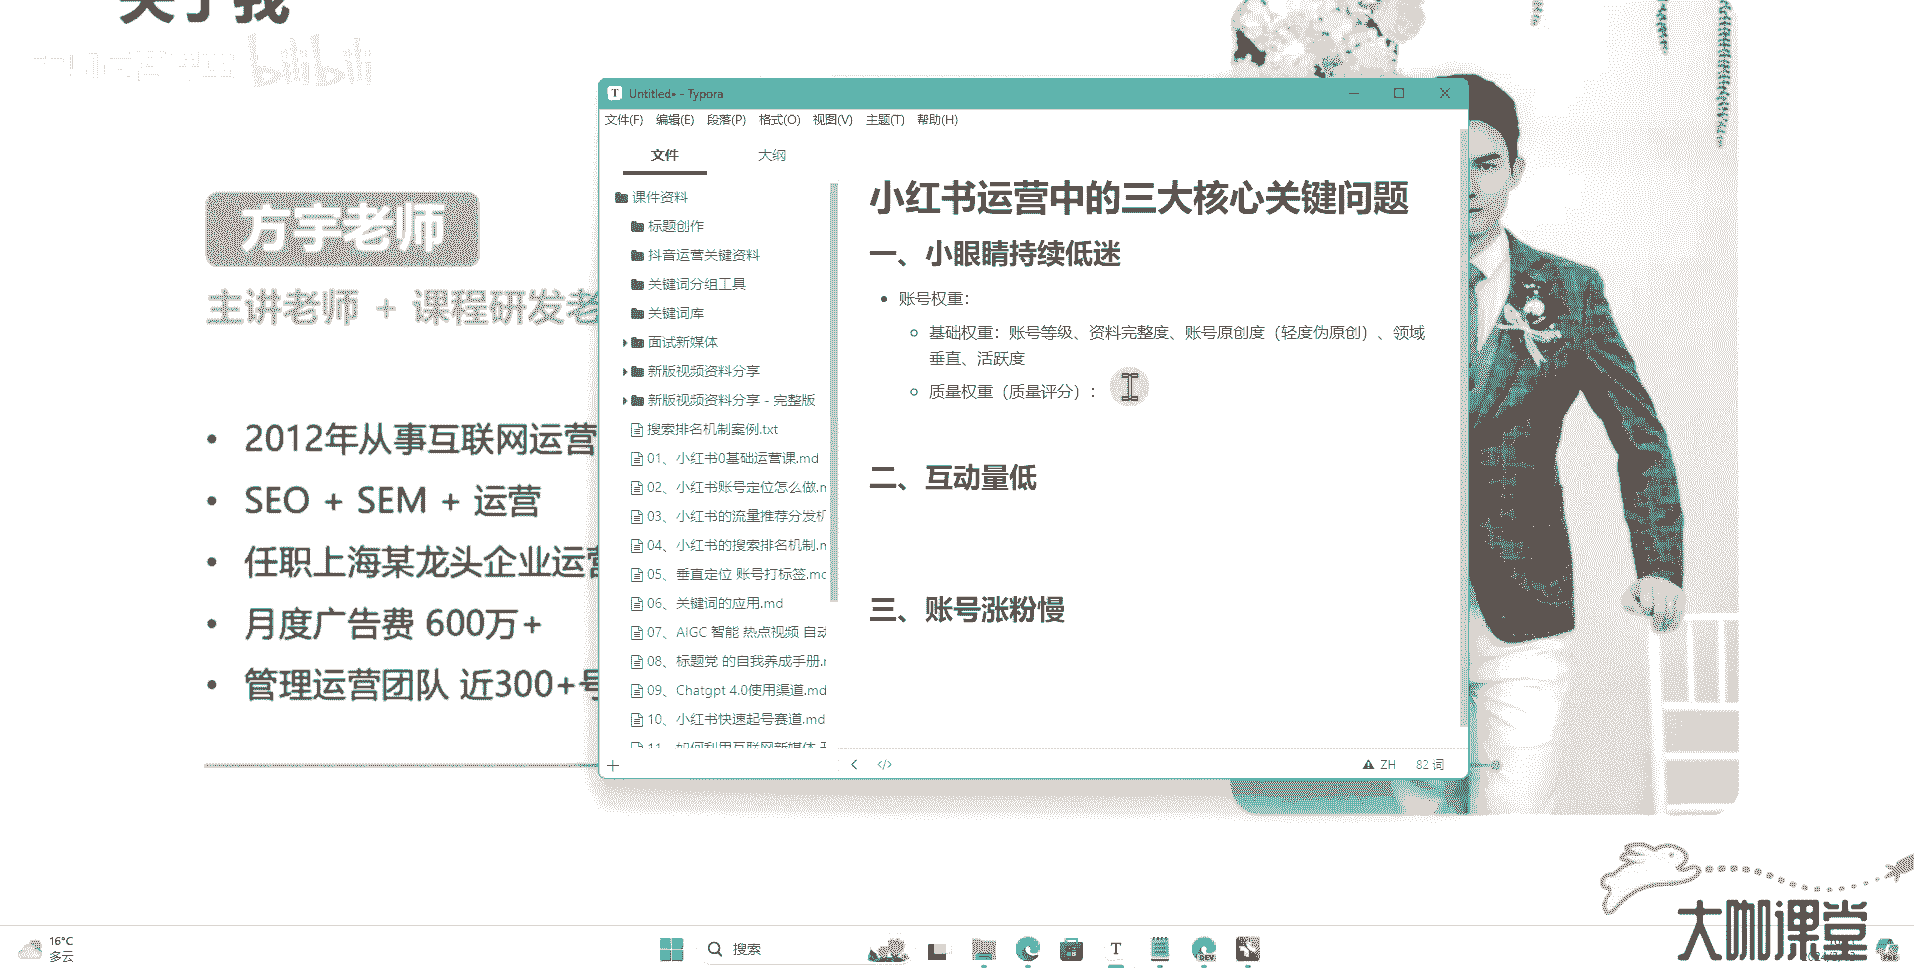 关于我
bilibili
方宇老师
主讲老师 + 课程研发老
2012年从事互联网运营
SEO + SEM + 运营
任职上海某龙头企业运营
月度广告费 600万+
管理运营团队 近300+号
Untitled• - Typora
文件(F) 编辑(E) 段落(P) 格式(O) 视图(V) 主题(T) 帮助(H)
文件 大纲
课件资料
标题创作
抖音运营关键资料
关键词分组工具
关键词库
面试新媒体
新版视频资料分享
新版视频资料分享 - 完整版
搜索排名机制案例.txt
01、小红书0基础运营课.md
02、小红书账号定位怎么做.m
03、小红书的流量推荐分发机
04、小红书的搜索排名机制.m
05、垂直定位 账号打标签.md
06、关键词的应用.md
07、AIGC 智能 热点视频 自动
08、标题党 的自我养成手册.m
09、Chatgpt 4.0使用渠道.md
10、小红书快速起号赛道.md
11、如何利用互联网新媒体
小红书运营中的三大核心关键问题
一、小眼睛持续低迷
账号权重：
基础权重：账号等级、资料完整度、账号原创度（轻度伪原创）、领域
垂直、活跃度
质量权重（质量评分）：
二、互动量低
三、账号涨粉慢
ZH 82 词
大咖课堂
16°C
多云
搜索